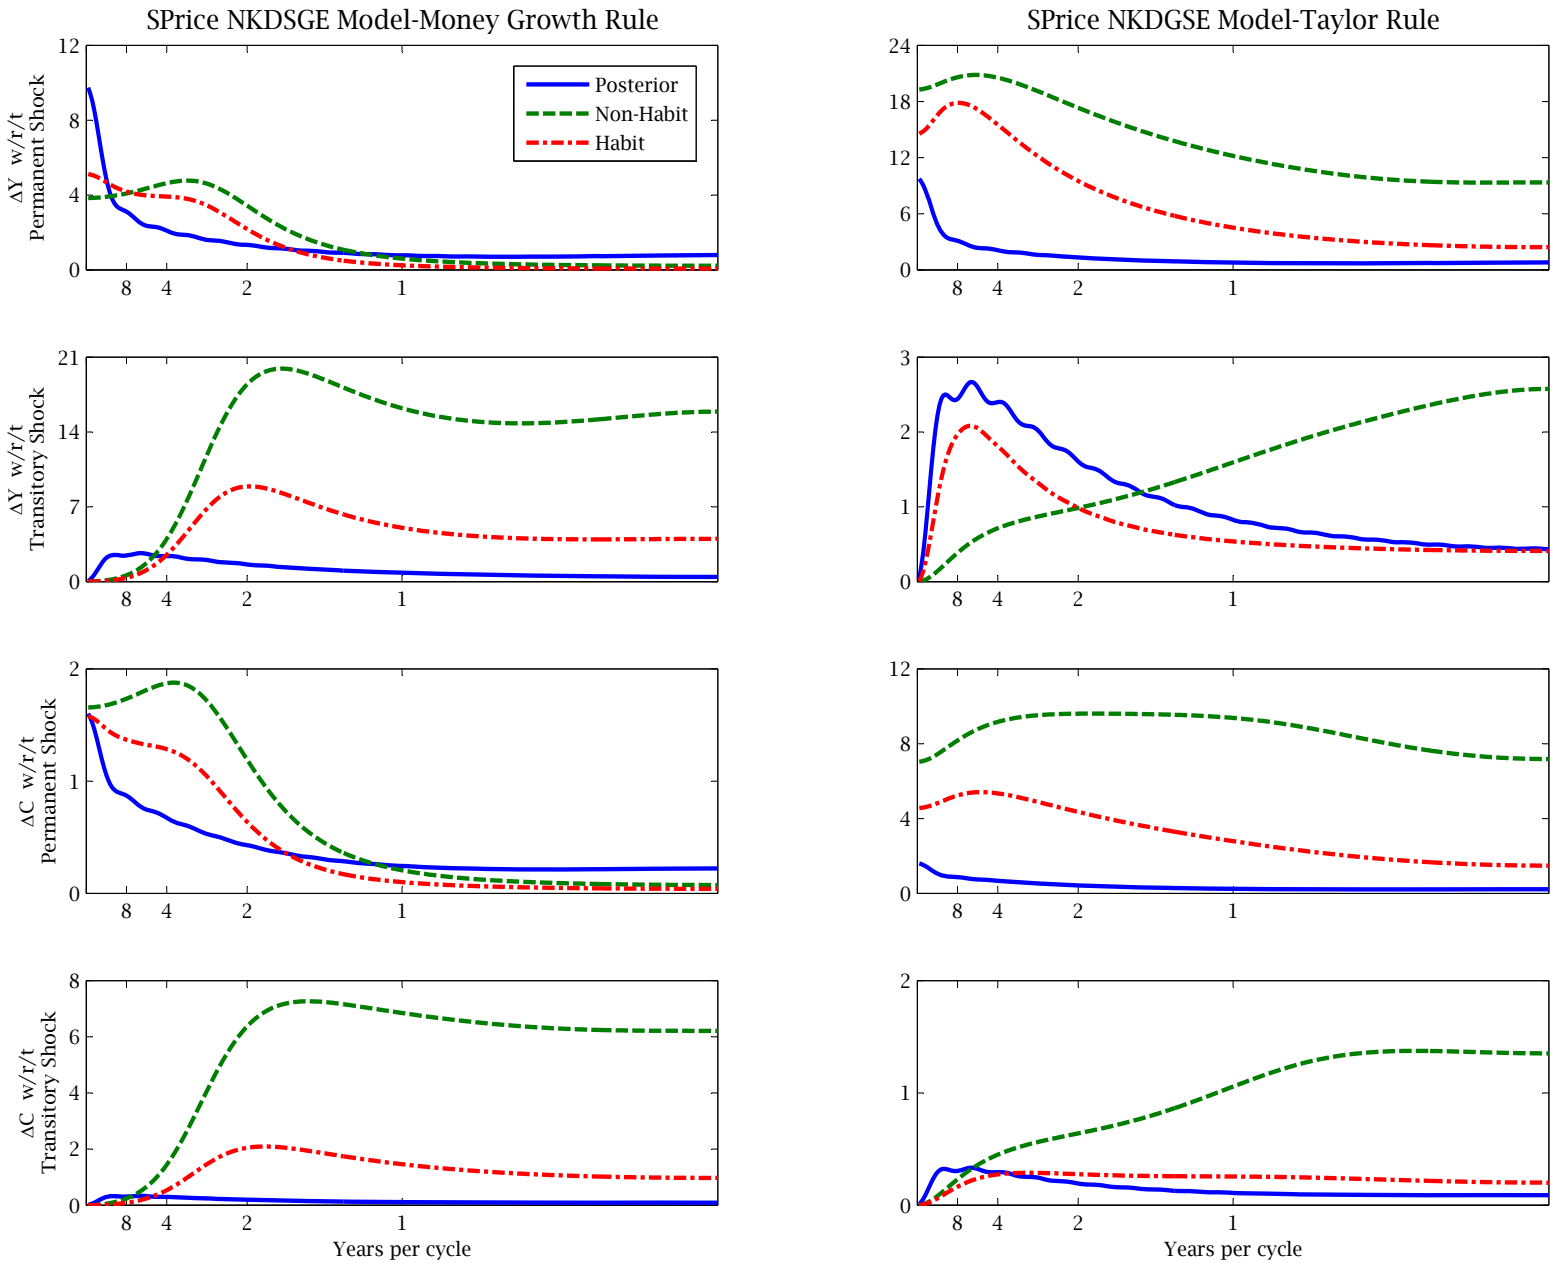 SPrice NKDSGE Model-Money Growth Rule
SPrice NKDGSE Model-Taylor Rule
ΔY w/r/t
Permanent Shock
12
8
4
0
8 4 2 1
Posterior
Non-Habit
Habit
24
18
12
6
0
8 4 2 1
ΔY w/r/t
Transitory Shock
21
14
7
0
8 4 2 1
3
2
1
0
8 4 2 1
ΔC w/r/t
Permanent Shock
2
1
0
8 4 2 1
12
8
4
0
8 4 2 1
ΔC w/r/t
Transitory Shock
8
6
4
2
0
8 4 2 1
Years per cycle
2
1
0
8 4 2 1
Years per cycle